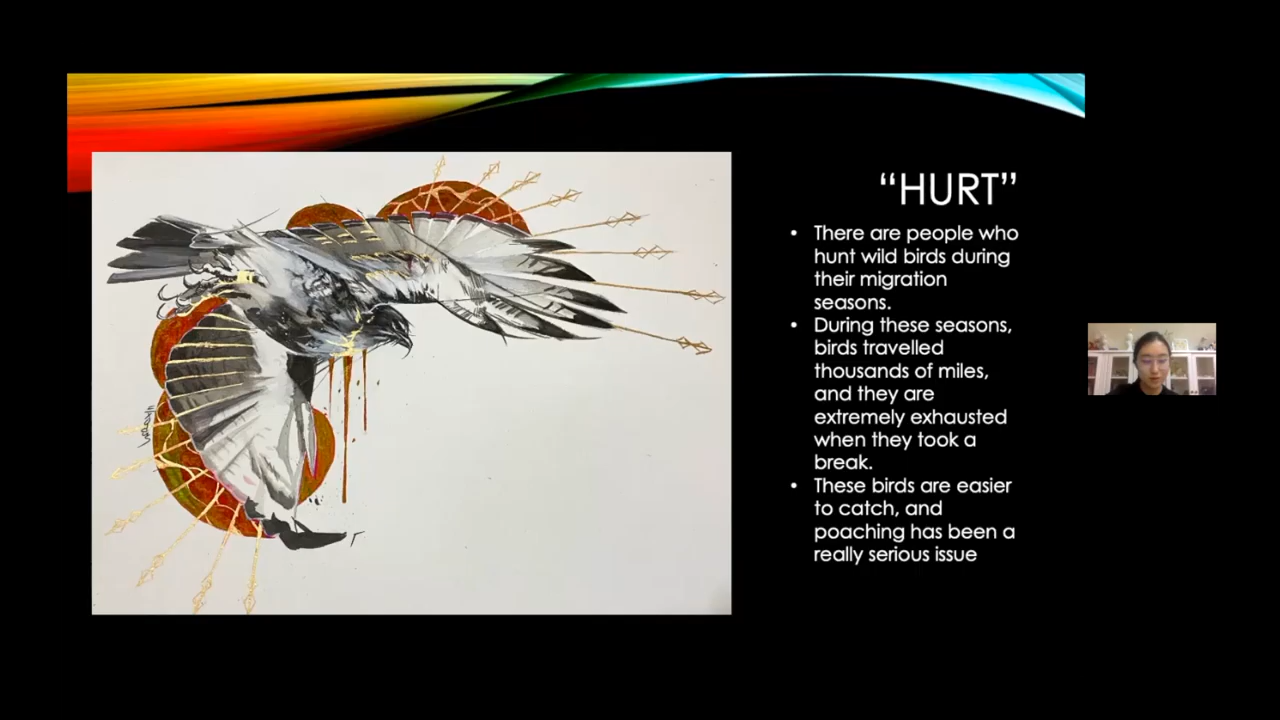 “HURT”
• There are people who
hunt wild birds during
their migration
seasons.
• During these seasons,
birds travelled
thousands of miles,
and they are
extremely exhausted
when they took a
break.
• These birds are easier
to catch, and
poaching has been a
really serious issue